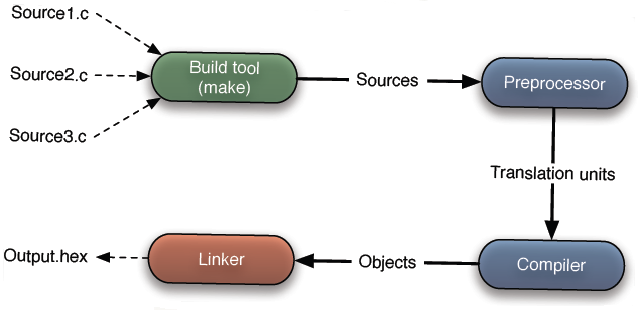 Source1.c
Source2.c
Source3.c
Build tool
(make)
Sources
Preprocessor
Translation units
Compiler
Objects
Linker
Output.hex